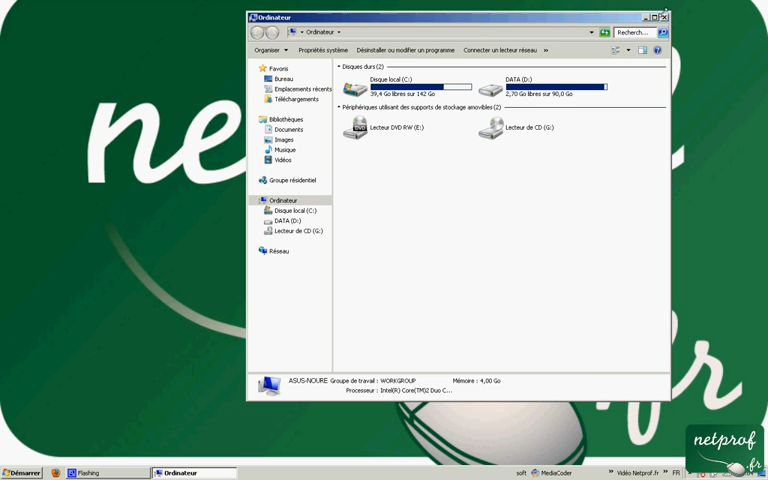 Ordinateur
Ordinateur
Recherch...
Organiser
Propriétés système
Désinstaller ou modifier un programme
Connecter un lecteur réseau
»
Favoris
Bureau
Emplacements récents
Téléchargements
Bibliothèques
Documents
Images
Musique
Vidéos
Groupe résidentiel
Ordinateur
Disque local (C:)
DATA (D:)
Lecteur de CD (G:)
Réseau
Disques durs (2)
Disque local (C:)
39,4 Go libres sur 142 Go
DATA (D:)
2,70 Go libres sur 90,0 Go
Périphériques utilisant des supports de stockage amovibles (2)
DVD
Lecteur DVD RW (E:)
Lecteur de CD (G:)
ASUS-NOURE Groupe de travail : WORKGROUP Mémoire : 4,00 Go
Processeur : Intel(R) Core(TM)2 Duo C...
ne
fr
netprof
.fr
Démarrer
Flashing
Ordinateur
soft
MediaCoder
» Vidéo Netprof.fr »
FR